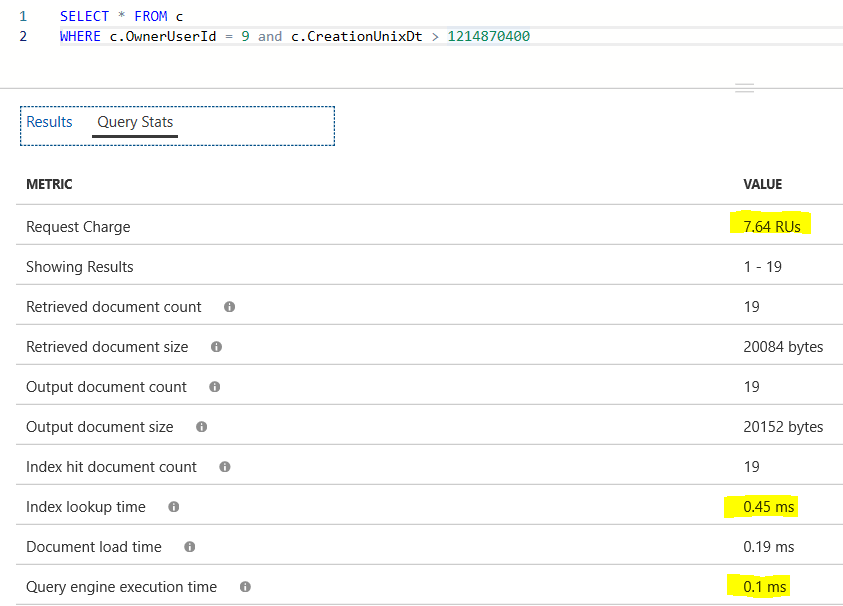 1 SELECT * FROM c
2 WHERE c.OwnerUserId = 9 and c.CreationUnixDt > 1214870400
Results Query Stats
METRIC VALUE
Request Charge 7.64 RUs
Showing Results 1 - 19
Retrieved document count 19
Retrieved document size 20084 bytes
Output document count 19
Output document size 20152 bytes
Index hit document count 19
Index lookup time 0.45 ms
Document load time 0.19 ms
Query engine execution time 0.1 ms